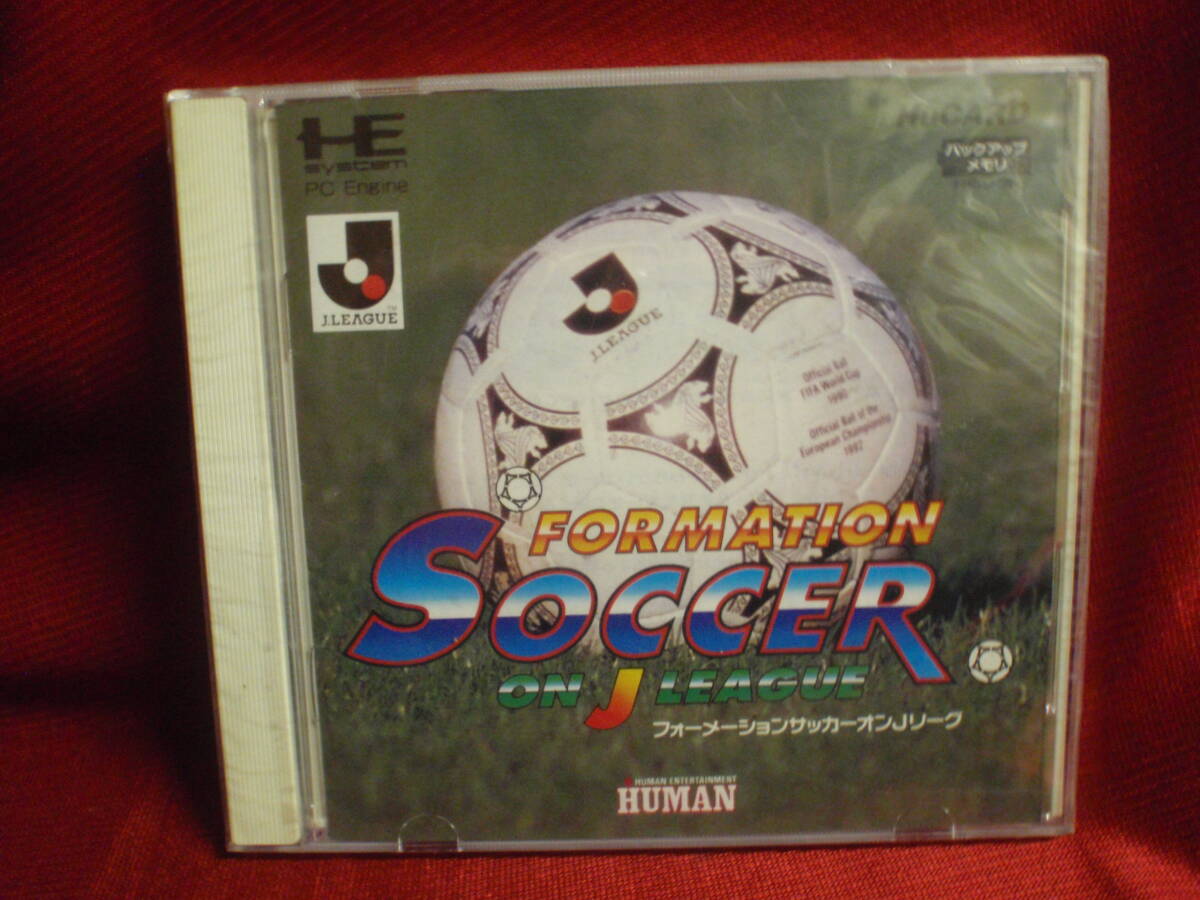 HE
system
PC Engine
HuCARD
バックアップ
メモリ
J.LEAGUE
TM
J.LEAGUE
Official Ball
FIFA World Cup
1990
Official Ball of the
European Championship
1992
FORMATION
SOCCER
ON J LEAGUE
フォーメーションサッカーオンJリーグ
HUMAN ENTERTAINMENT
HUMAN